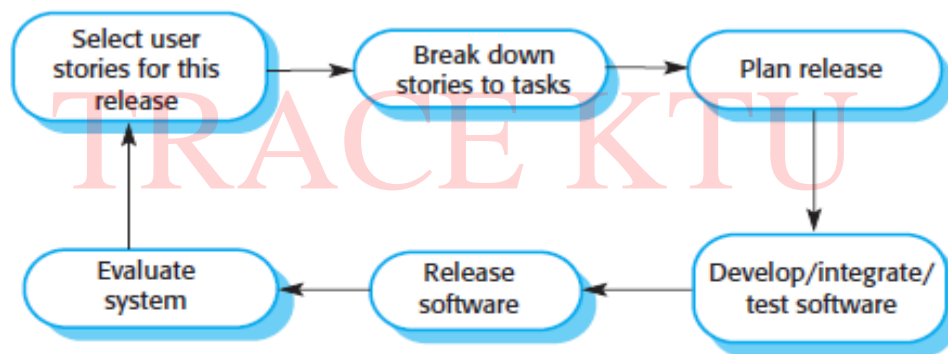 Select user
stories for this
release
Break down
stories to tasks
Plan release
TRACE KTU
Evaluate
system
Release
software
Develop/integrate/
test software